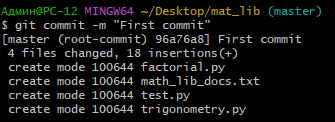 Админ@PC-12 MINGW64 ~/Desktop/mat_lib (master)
$ git commit -m "First commit"
[master (root-commit) 96a76a8] First commit
 4 files changed, 18 insertions(+)
 create mode 100644 factorial.py
 create mode 100644 math_lib_docs.txt
 create mode 100644 test.py
 create mode 100644 trigonometry.py